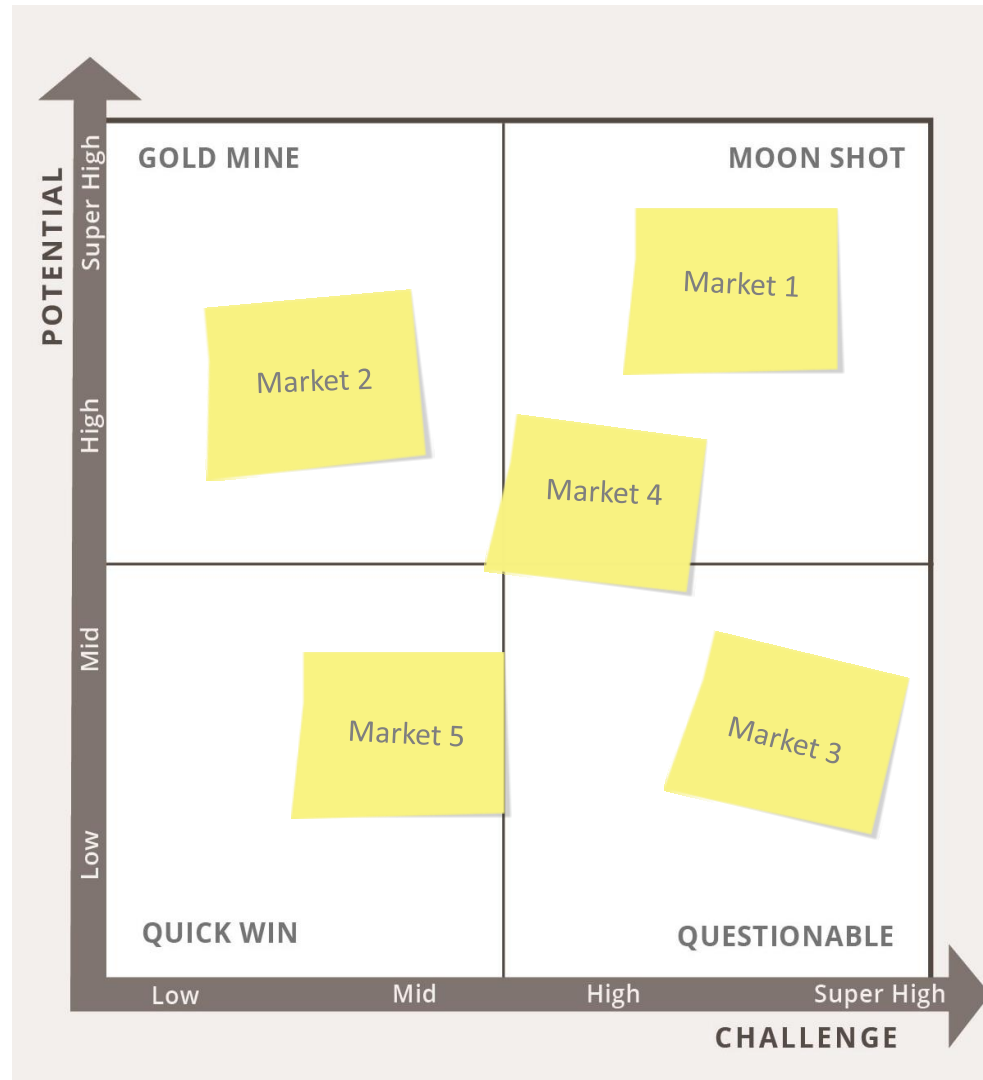 GOLD MINE
MOON SHOT
POTENTIAL
Super High
High
Mid
Low
Market 1
Market 2
Market 4
Market 5
Market 3
QUICK WIN
QUESTIONABLE
Low Mid High Super High
CHALLENGE